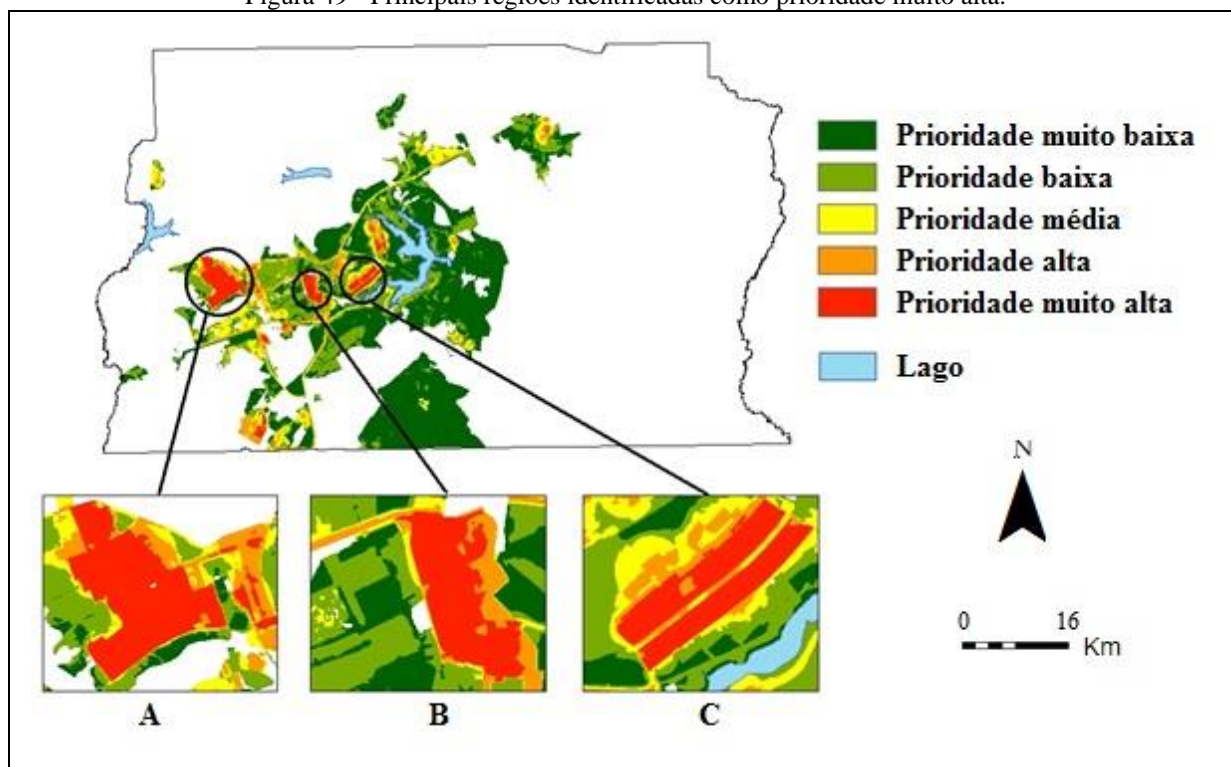 Figura 49 - Principais regiões identificadas como prioridade muito alta.
Prioridade muito baixa
Prioridade baixa
Prioridade média
Prioridade alta
Prioridade muito alta
Lago
N
0 16
Km
A B C